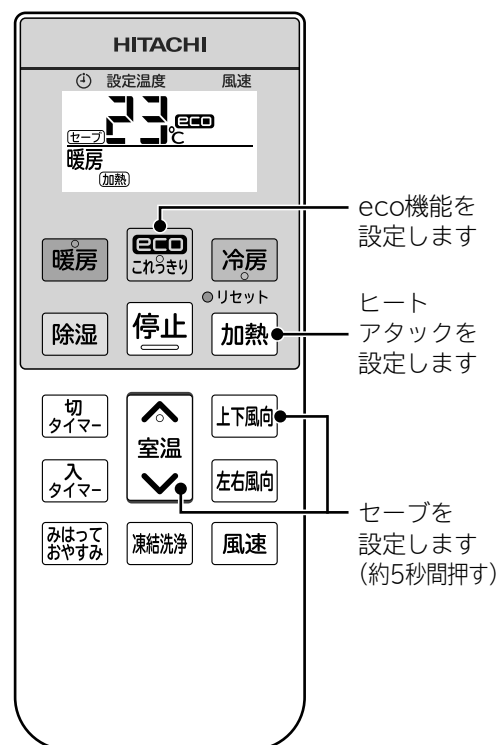 HITACHI
設定温度 風速
23℃ eco
セーブ
暖房
加熱
eco機能を
設定します
暖房
eco
これっきり
冷房
リセット
除湿
停止
加熱
ヒート
アタックを
設定します
切
タイマー
室温
上下風向
入
タイマー
左右風向
みはって
おやすみ
凍結洗浄
風速
セーブを
設定します
(約5秒間押す)